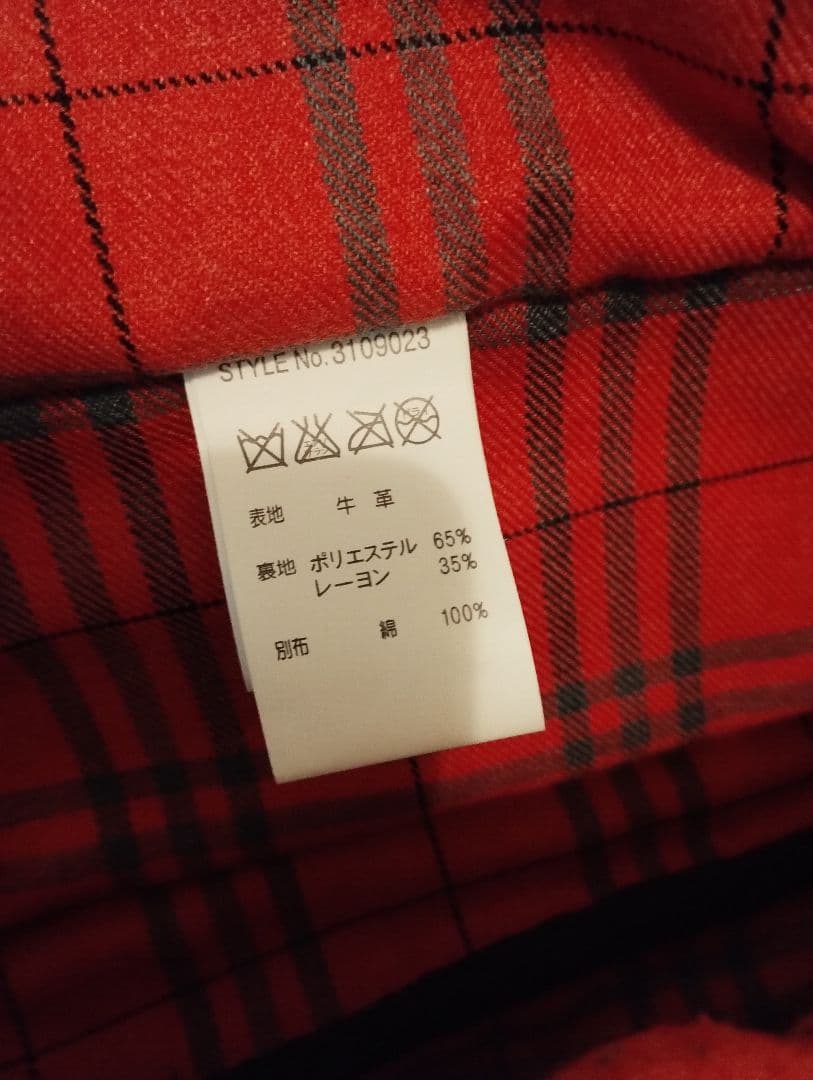 STYLE No. 3109023
表地 牛革
裏地 ポリエステル 65%
レーヨン 35%
別布 綿 100%